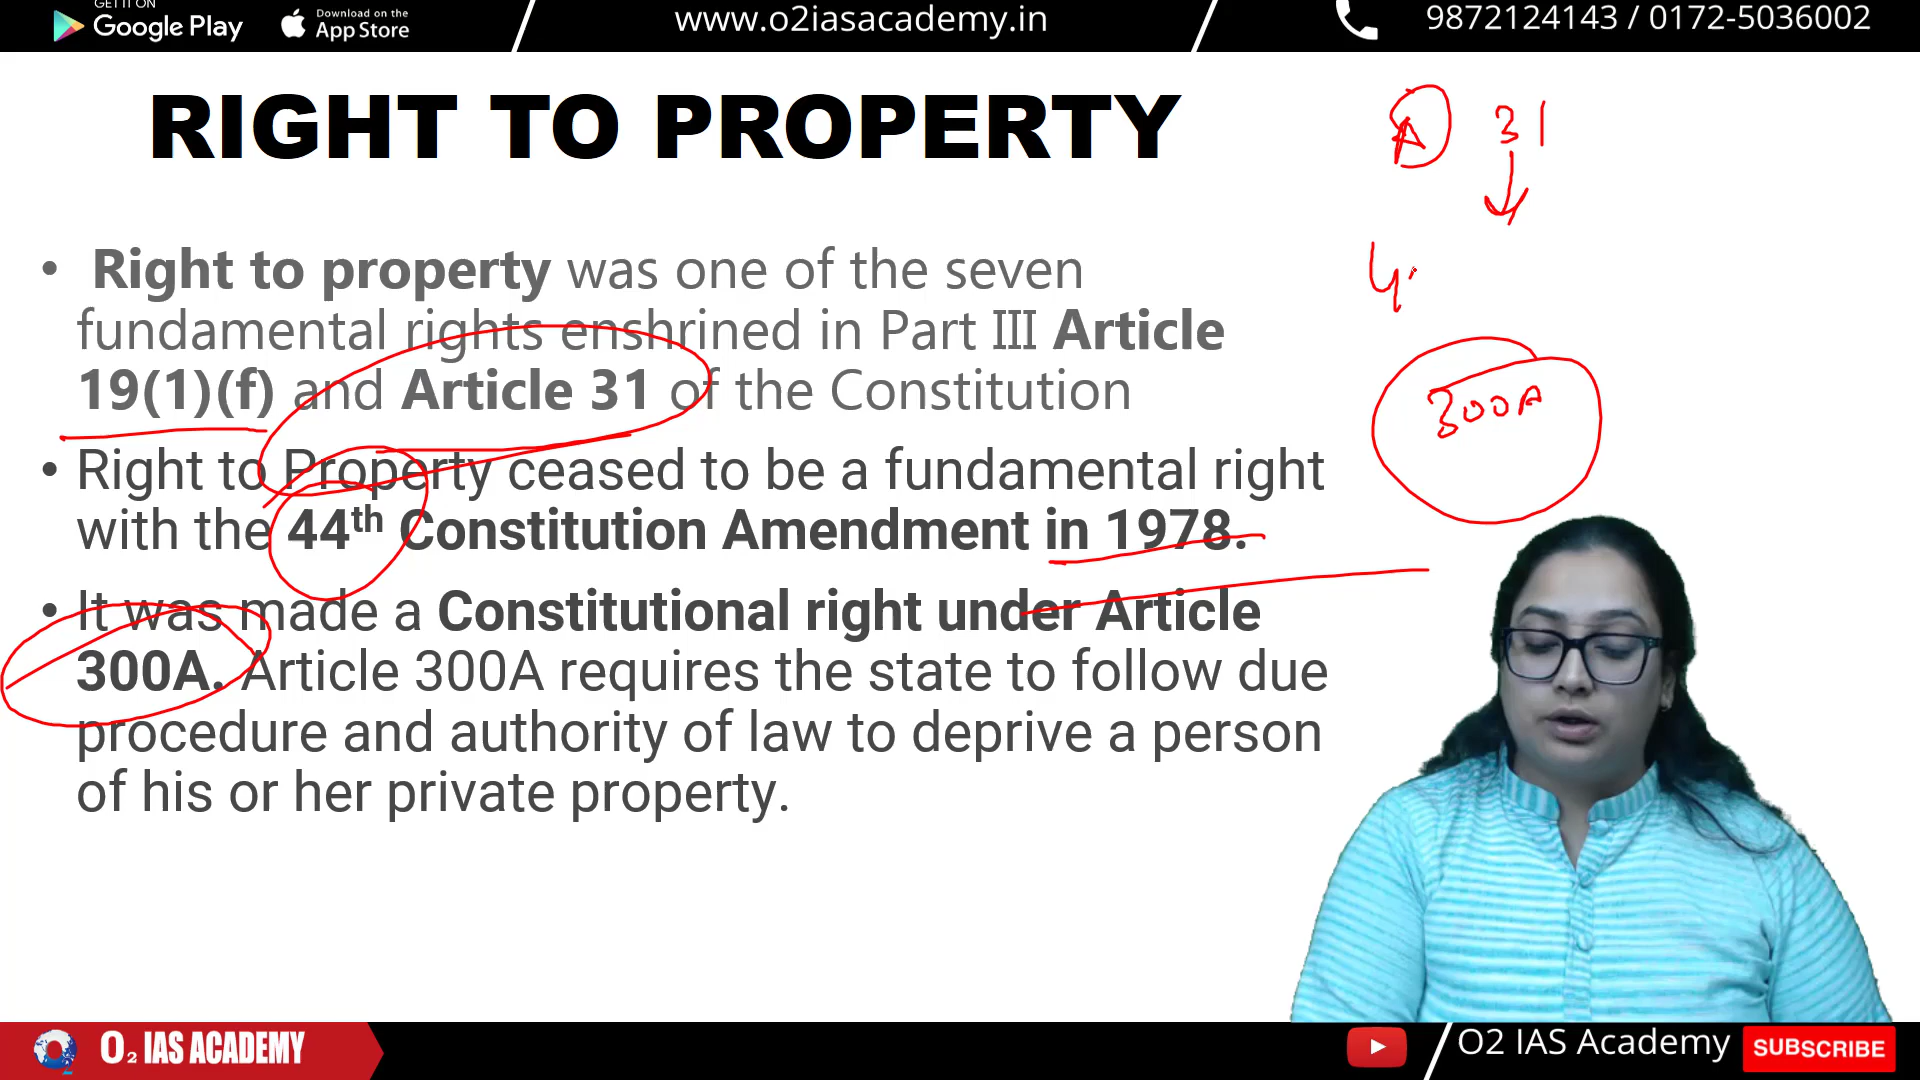 GET IT ON
Google Play
Download on the
App Store
www.o2iasacademy.in
9872124143 / 0172-5036002
RIGHT TO PROPERTY
A 31
• Right to property was one of the seven
fundamental rights enshrined in Part III Article
19(1)(f) and Article 31 of the Constitution
4
300A
• Right to Property ceased to be a fundamental right
with the 44th Constitution Amendment in 1978.
• It was made a Constitutional right under Article
300A. Article 300A requires the state to follow due
procedure and authority of law to deprive a person
of his or her private property.
O2 IAS ACADEMY
O2 IAS Academy
SUBSCRIBE